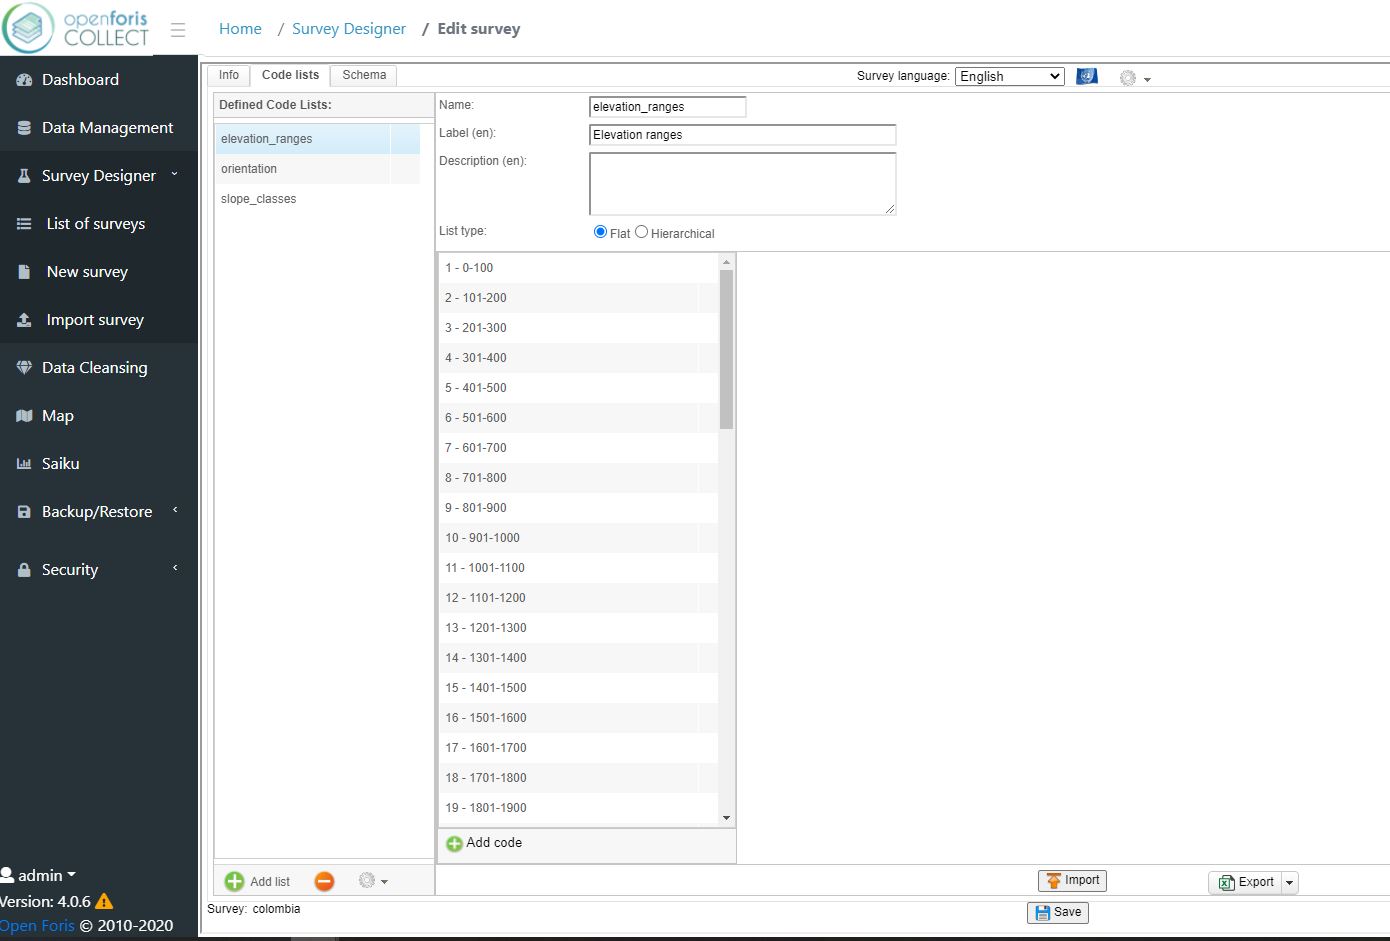 openforis
COLLECT
Home / Survey Designer / Edit survey
Dashboard
Data Management
Survey Designer
List of surveys
New survey
Import survey
Data Cleansing
Map
Saiku
Backup/Restore
Security
admin
Version: 4.0.6
Open Foris © 2010-2020
Info Code lists Schema
Survey language: English
Defined Code Lists:
elevation_ranges
orientation
slope_classes
Name: elevation_ranges
Label (en): Elevation ranges
Description (en):
List type: Flat Hierarchical
1 - 0-100
2 - 101-200
3 - 201-300
4 - 301-400
5 - 401-500
6 - 501-600
7 - 601-700
8 - 701-800
9 - 801-900
10 - 901-1000
11 - 1001-1100
12 - 1101-1200
13 - 1201-1300
14 - 1301-1400
15 - 1401-1500
16 - 1501-1600
17 - 1601-1700
18 - 1701-1800
19 - 1801-1900
Add code
Add list
Import Export
Survey: colombia
Save